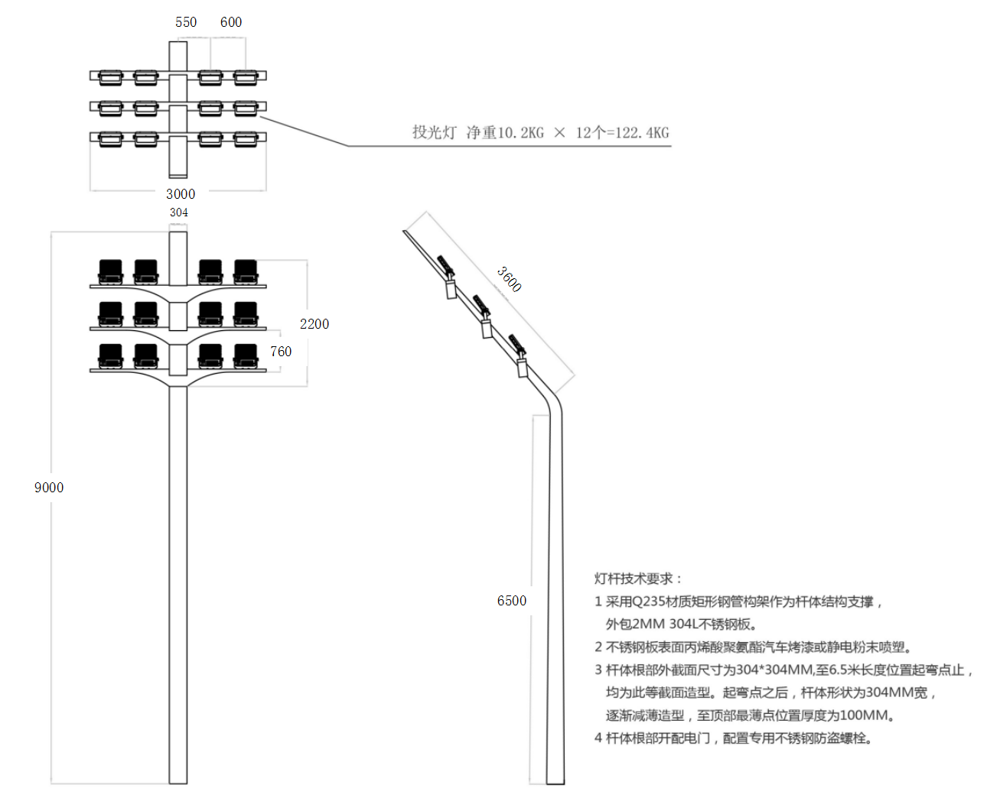 550
600
投光灯 净重10.2KG × 12个=122.4KG
3000
304
3600
2200
760
9000
6500
灯杆技术要求：
1 采用Q235材质矩形钢管构架作为杆体结构支撑，
外包2MM 304L不锈钢板。
2 不锈钢板表面丙烯酸聚氨酯汽车烤漆或静电粉末喷塑。
3 杆体根部外截面尺寸为304*304MM,至6.5米长度位置起弯点止，
均为此等截面造型。起弯点之后，杆体形状为304MM宽，
逐渐减薄造型，至顶部最薄点位置厚度为100MM。
4 杆体根部开配电门，配置专用不锈钢防盗螺栓。